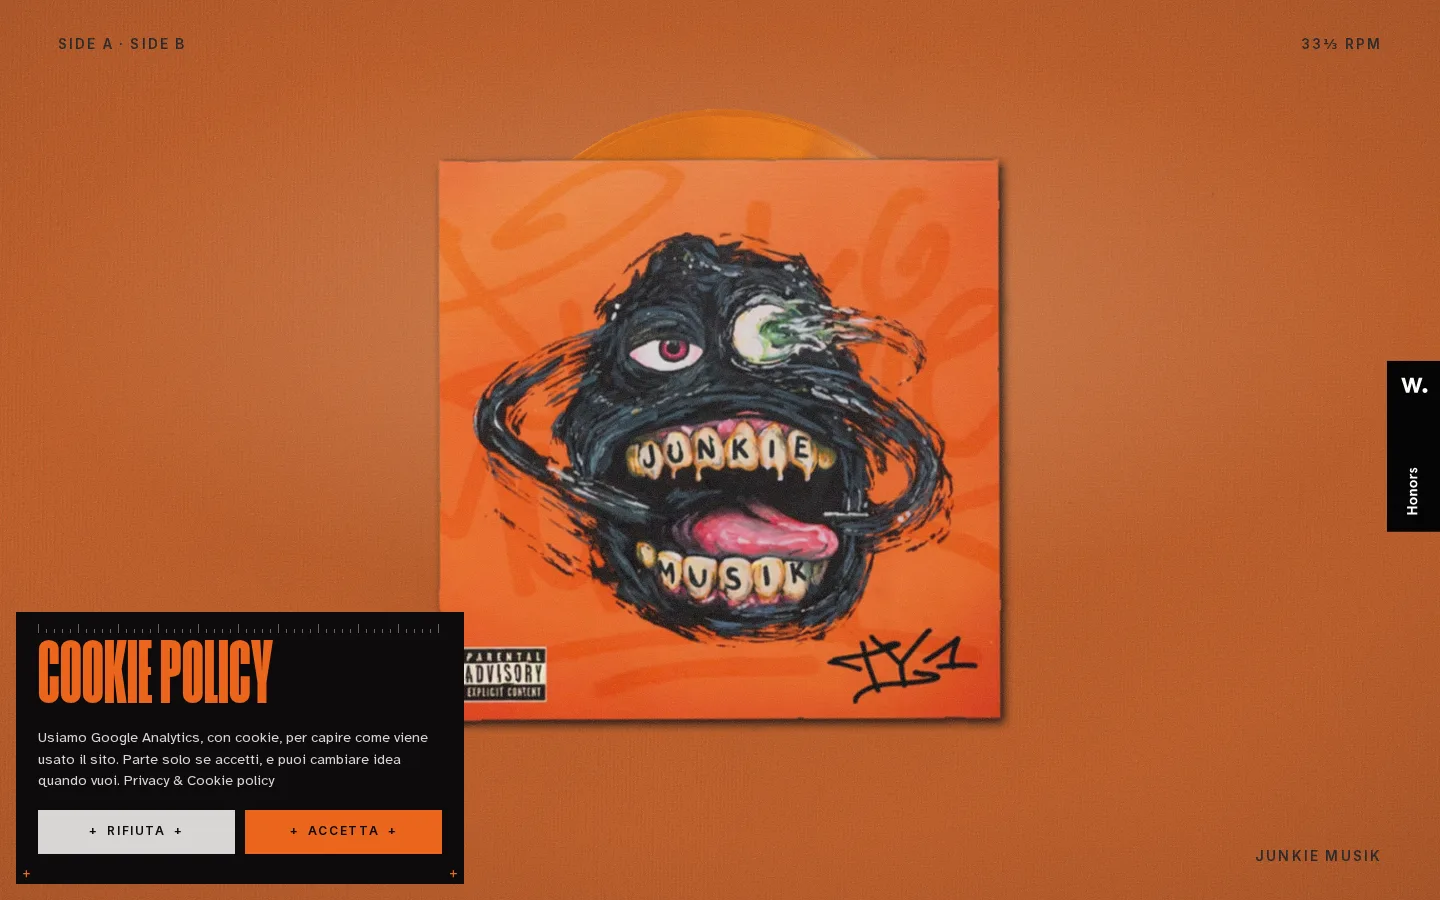 SIDE A · SIDE B
33⅓ RPM
JUNKIE
MUSIK
PARENTAL
ADVISORY
EXPLICIT CONTENT
TY1
W.
Honors
COOKIE POLICY
Usiamo Google Analytics, con cookie, per capire come viene
usato il sito. Parte solo se accetti, e puoi cambiare idea
quando vuoi. Privacy & Cookie policy
+ RIFIUTA +
+ ACCETTA +
+ +
JUNKIE MUSIK